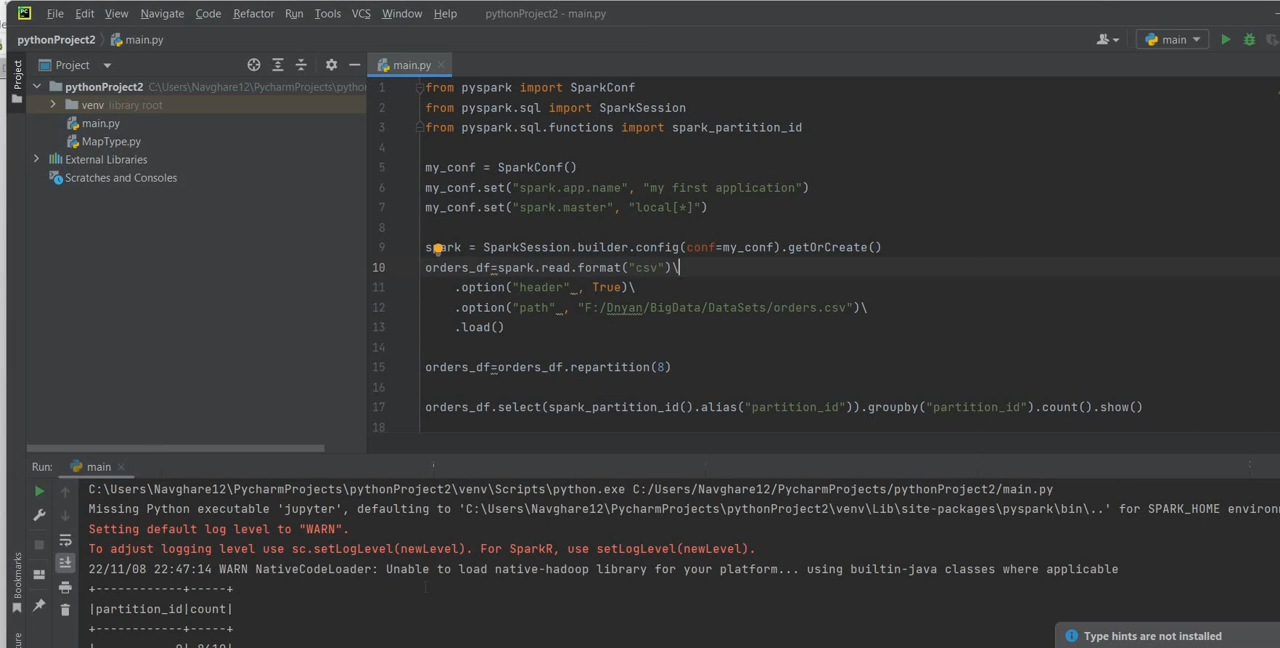 File Edit View Navigate Code Refactor Run Tools VCS Window Help pythonProject2 - main.py
pythonProject2 main.py main
Project
Project main.py
pythonProject2 C:\Users\Navghare12\PycharmProjects\pytho
venv library root
main.py
MapType.py
External Libraries
Scratches and Consoles
1 from pyspark import SparkConf
2 from pyspark.sql import SparkSession
3 from pyspark.sql.functions import spark_partition_id
4
5 my_conf = SparkConf()
6 my_conf.set("spark.app.name", "my first application")
7 my_conf.set("spark.master", "local[*]")
8
9 spark = SparkSession.builder.config(conf=my_conf).getOrCreate()
10 orders_df=spark.read.format("csv")\
11 .option("header" , True)\
12 .option("path" , "F:/Dnyan/BigData/DataSets/orders.csv")\
13 .load()
14
15 orders_df=orders_df.repartition(8)
16
17 orders_df.select(spark_partition_id().alias("partition_id")).groupby("partition_id").count().show()
18
Run: main
C:\Users\Navghare12\PycharmProjects\pythonProject2\venv\Scripts\python.exe C:/Users/Navghare12/PycharmProjects/pythonProject2/main.py
Missing Python executable 'jupyter', defaulting to 'C:\Users\Navghare12\PycharmProjects\pythonProject2\venv\Lib\site-packages\pyspark\bin\..' for SPARK_HOME environ
Setting default log level to "WARN".
To adjust logging level use sc.setLogLevel(newLevel). For SparkR, use setLogLevel(newLevel).
22/11/08 22:47:14 WARN NativeCodeLoader: Unable to load native-hadoop library for your platform... using builtin-java classes where applicable
+------------+-----+
|partition_id|count|
+------------+-----+
Bookmarks
Type hints are not installed